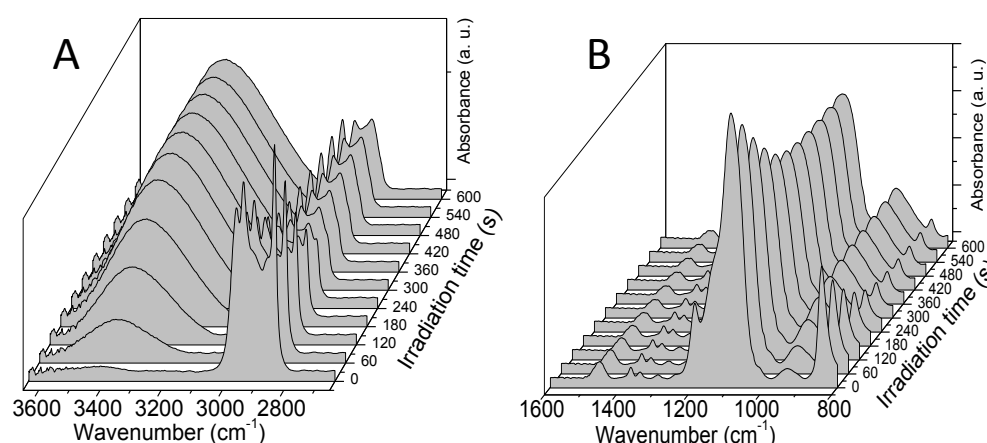 A
Absorbance (a. u.)
600
540
480
420
360
300
240
180
120
60
0
Irradiation time (s)
3600 3400 3200 3000 2800
Wavenumber (cm-1)
B
Absorbance (a. u.)
600
540
480
420
360
300
240
180
120
60
0
Irradiation time (s)
1600 1400 1200 1000 800
Wavenumber (cm-1)